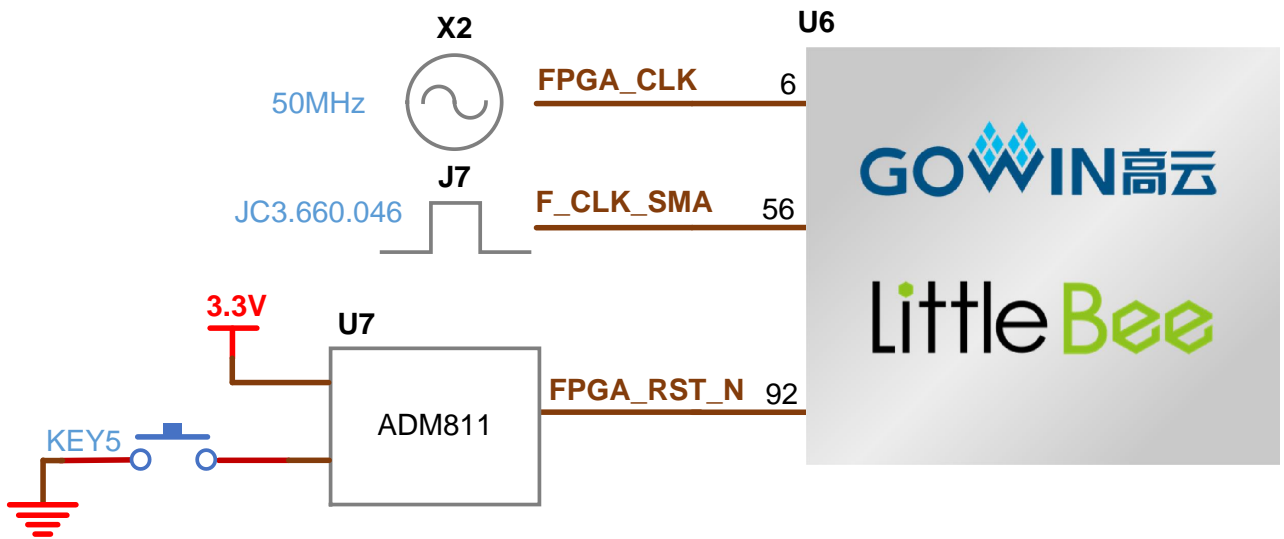 X2
U6
50MHz
FPGA_CLK
6
GOWIN高云
J7
JC3.660.046
F_CLK_SMA
56
3.3V
U7
LittleBee
FPGA_RST_N
92
ADM811
KEY5